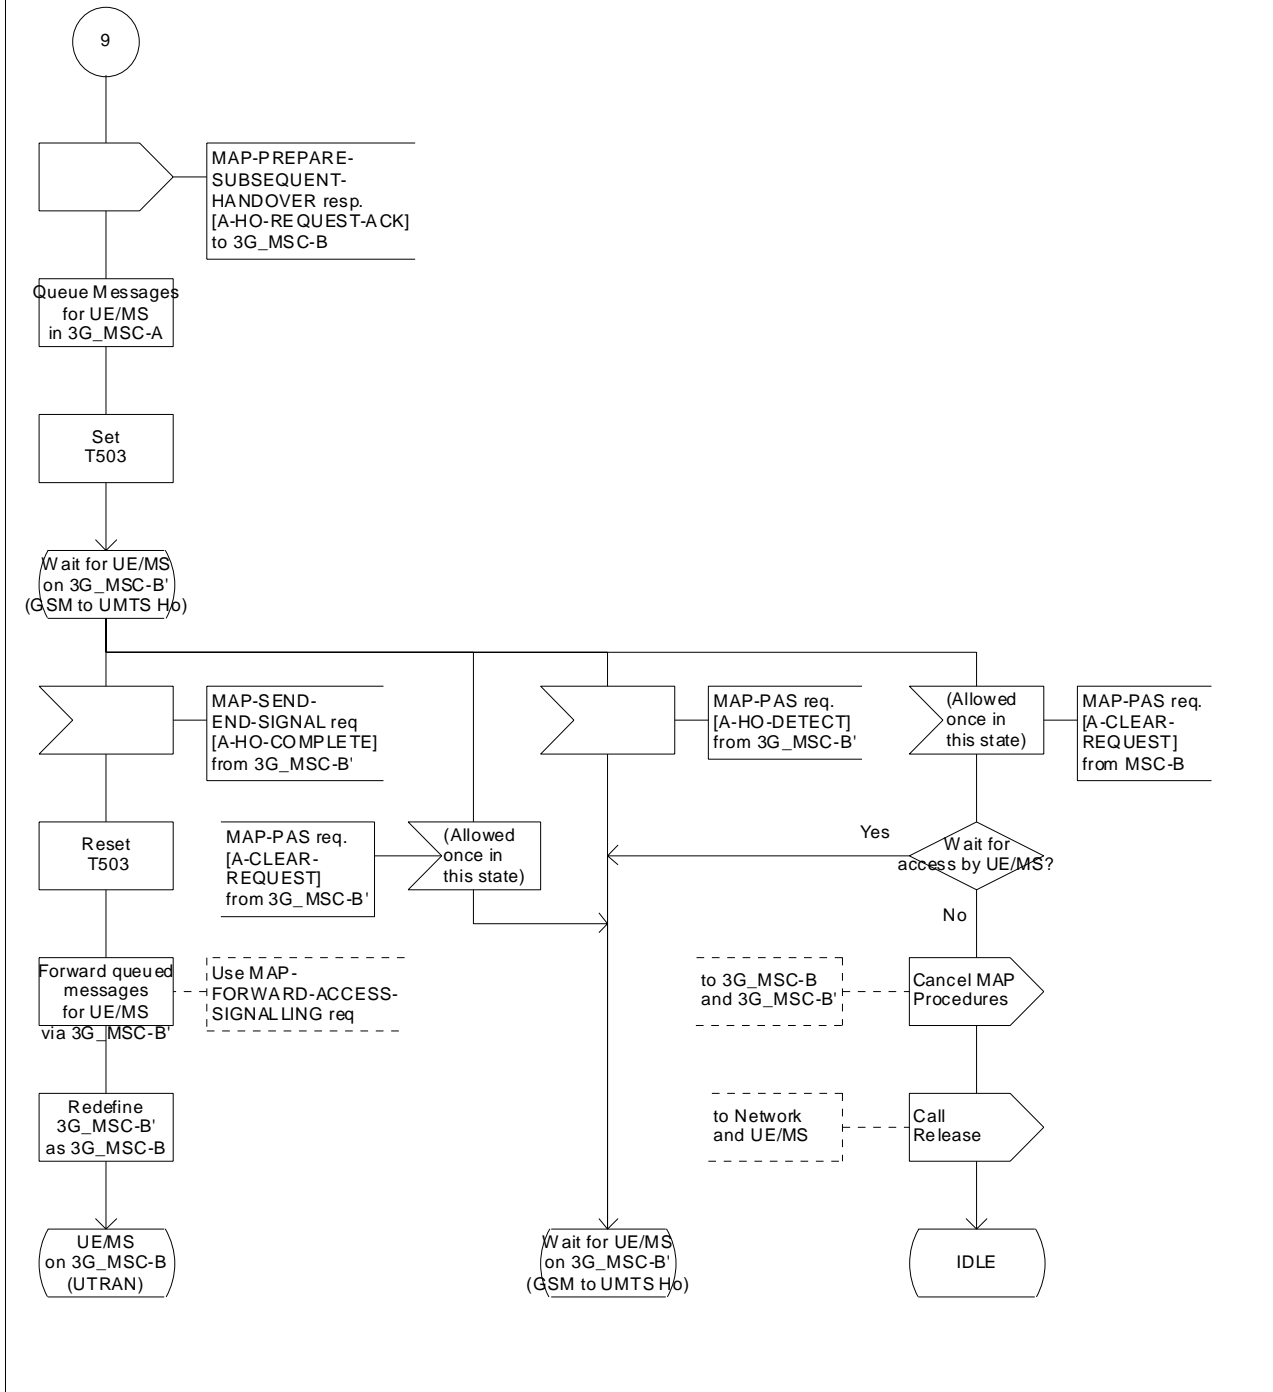 9
MAP-PREPARE-
SUBSEQUENT-
HANDOVER resp.
[A-HO-REQUEST-ACK]
to 3G_MSC-B
Queue Messages
for UE/MS
in 3G_MSC-A
Set
T503
Wait for UE/MS
on 3G_MSC-B'
(GSM to UMTS Ho)
MAP-SEND-
END-SIGNAL req
[A-HO-COMPLETE]
from 3G_MSC-B'
MAP-PAS req.
[A-HO-DETECT]
from 3G_MSC-B'
(Allowed
once in
this state)
MAP-PAS req.
[A-CLEAR-
REQUEST]
from MSC-B
Reset
T503
MAP-PAS req.
[A-CLEAR-
REQUEST]
from 3G_MSC-B'
(Allowed
once in
this state)
Yes
Wait for
access by UE/MS?
No
Forward queued
messages
for UE/MS
via 3G_MSC-B'
Use MAP-
FORWARD-ACCESS-
SIGNALLING req
to 3G_MSC-B
and 3G_MSC-B'
Cancel MAP
Procedures
Redefine
3G_MSC-B'
as 3G_MSC-B
to Network
and UE/MS
Call
Release
UE/MS
on 3G_MSC-B
(UTRAN)
Wait for UE/MS
on 3G_MSC-B'
(GSM to UMTS Ho)
IDLE